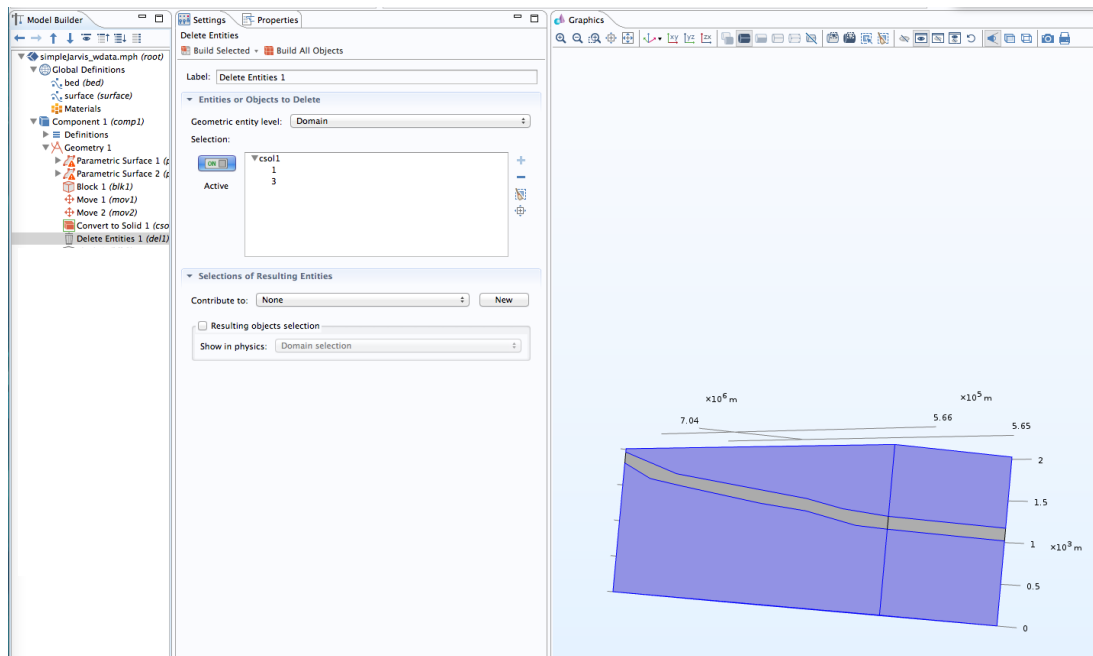 Model Builder
simpleJarvis_wdata.mph (root)
Global Definitions
bed (bed)
surface (surface)
Materials
Component 1 (comp1)
Definitions
Geometry 1
Parametric Surface 1 (p
Parametric Surface 2 (p
Block 1 (blk1)
Move 1 (mov1)
Move 2 (mov2)
Convert to Solid 1 (cso
Delete Entities 1 (del1)
Settings Properties
Delete Entities
Build Selected Build All Objects
Label: Delete Entities 1
Entities or Objects to Delete
Geometric entity level: Domain
Selection:
ON
Active
csol1
1
3
Selections of Resulting Entities
Contribute to: None New
Resulting objects selection
Show in physics: Domain selection
Graphics
xy yz zx
×10⁶ m
×10⁵ m
7.04
5.66
5.65
2
1.5
1 ×10³ m
0.5
0